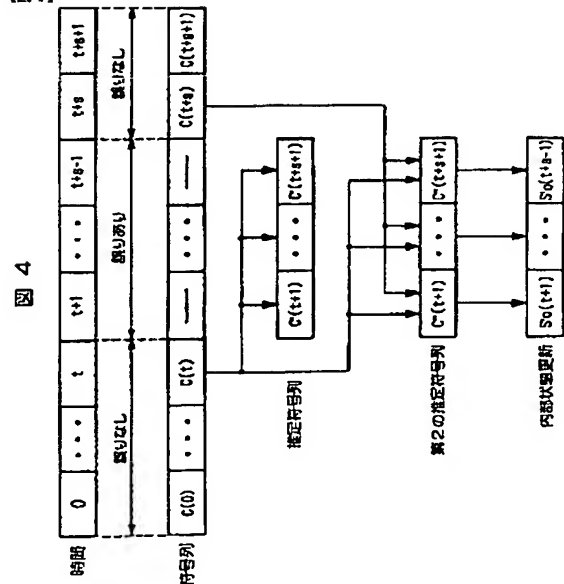 図 4
時間 0 ••• t t+1 ••• t+s-1 t+s t+s+1
誤りなし 誤りあり 誤りなし
符号列 C(0) ••• C(t) — ••• — C(t+s) C(t+s+1)
推定符号列 C'(t+1) ••• C'(t+s+1)
第2の推定符号列 C"(t+1) ••• C"(t+s+1)
内部状態更新 So(t+1) ••• So(t+s-1)